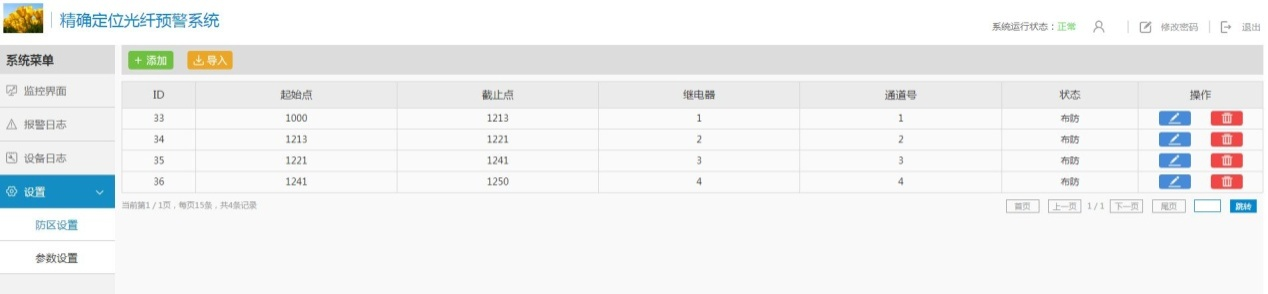 精确定位光纤预警系统
系统运行状态：正常 修改密码 退出
系统菜单
+ 添加 导入
监控界面
报警日志
设备日志
设置
防区设置
参数设置
ID 起始点 截止点 继电器 通道号 状态 操作
33 1000 1213 1 1 布防
34 1213 1221 2 2 布防
35 1221 1241 3 3 布防
36 1241 1250 4 4 布防
当前第1 / 1页，每页15条，共4条记录 首页 上一页 1 / 1 下一页 尾页 跳转